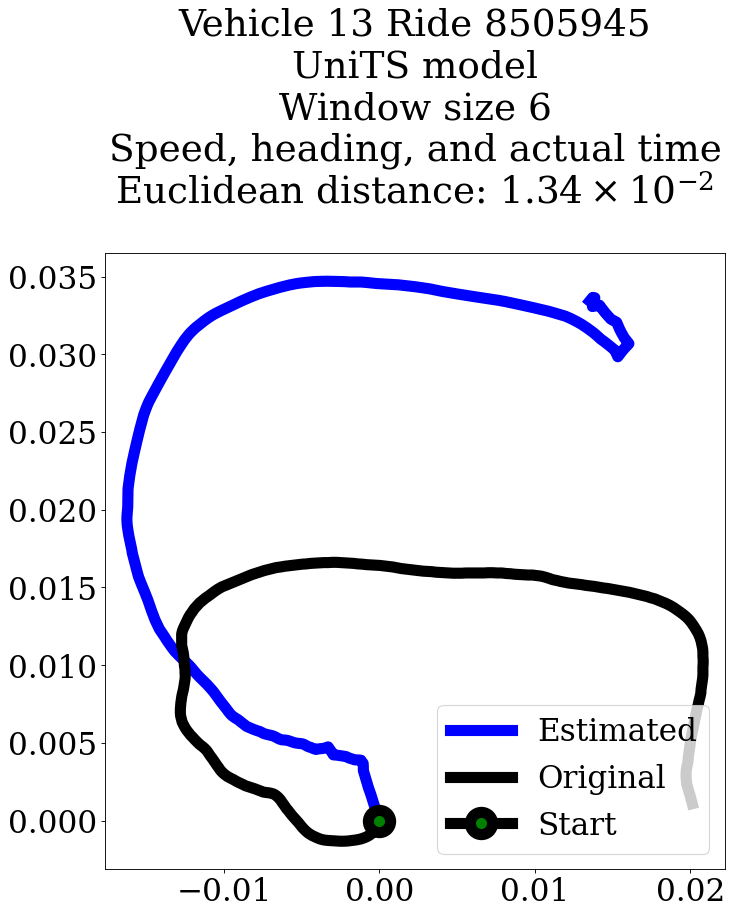 Vehicle 13 Ride 8505945
UniTS model
Window size 6
Speed, heading, and actual time
Euclidean distance: 1.34 × 10⁻²
0.035
0.030
0.025
0.020
0.015
0.010
0.005
0.000
Estimated
Original
Start
−0.01 0.00 0.01 0.02